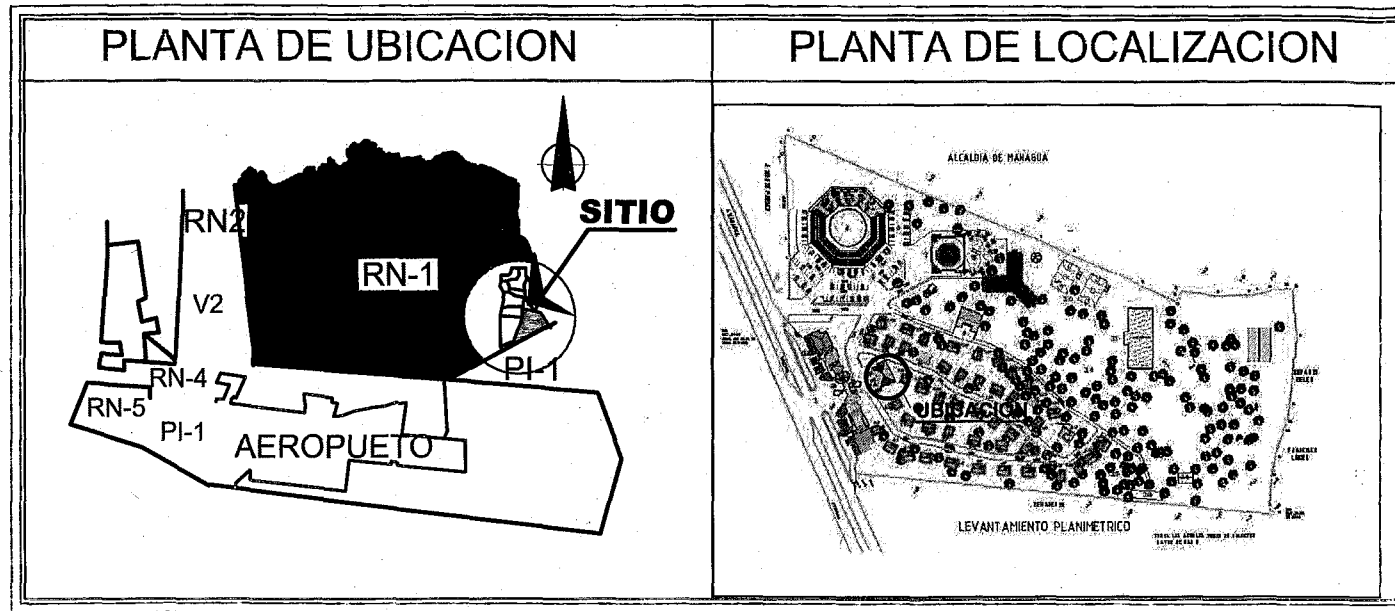 PLANTA DE UBICACION
SITIO
RN2
RN-1
V2
PI-1
RN-4
RN-5
PI-1
AEROPUETO
PLANTA DE LOCALIZACION
ALCALDIA DE MANAGUA
UBICACION
LEVANTAMIENTO PLANIMETRICO